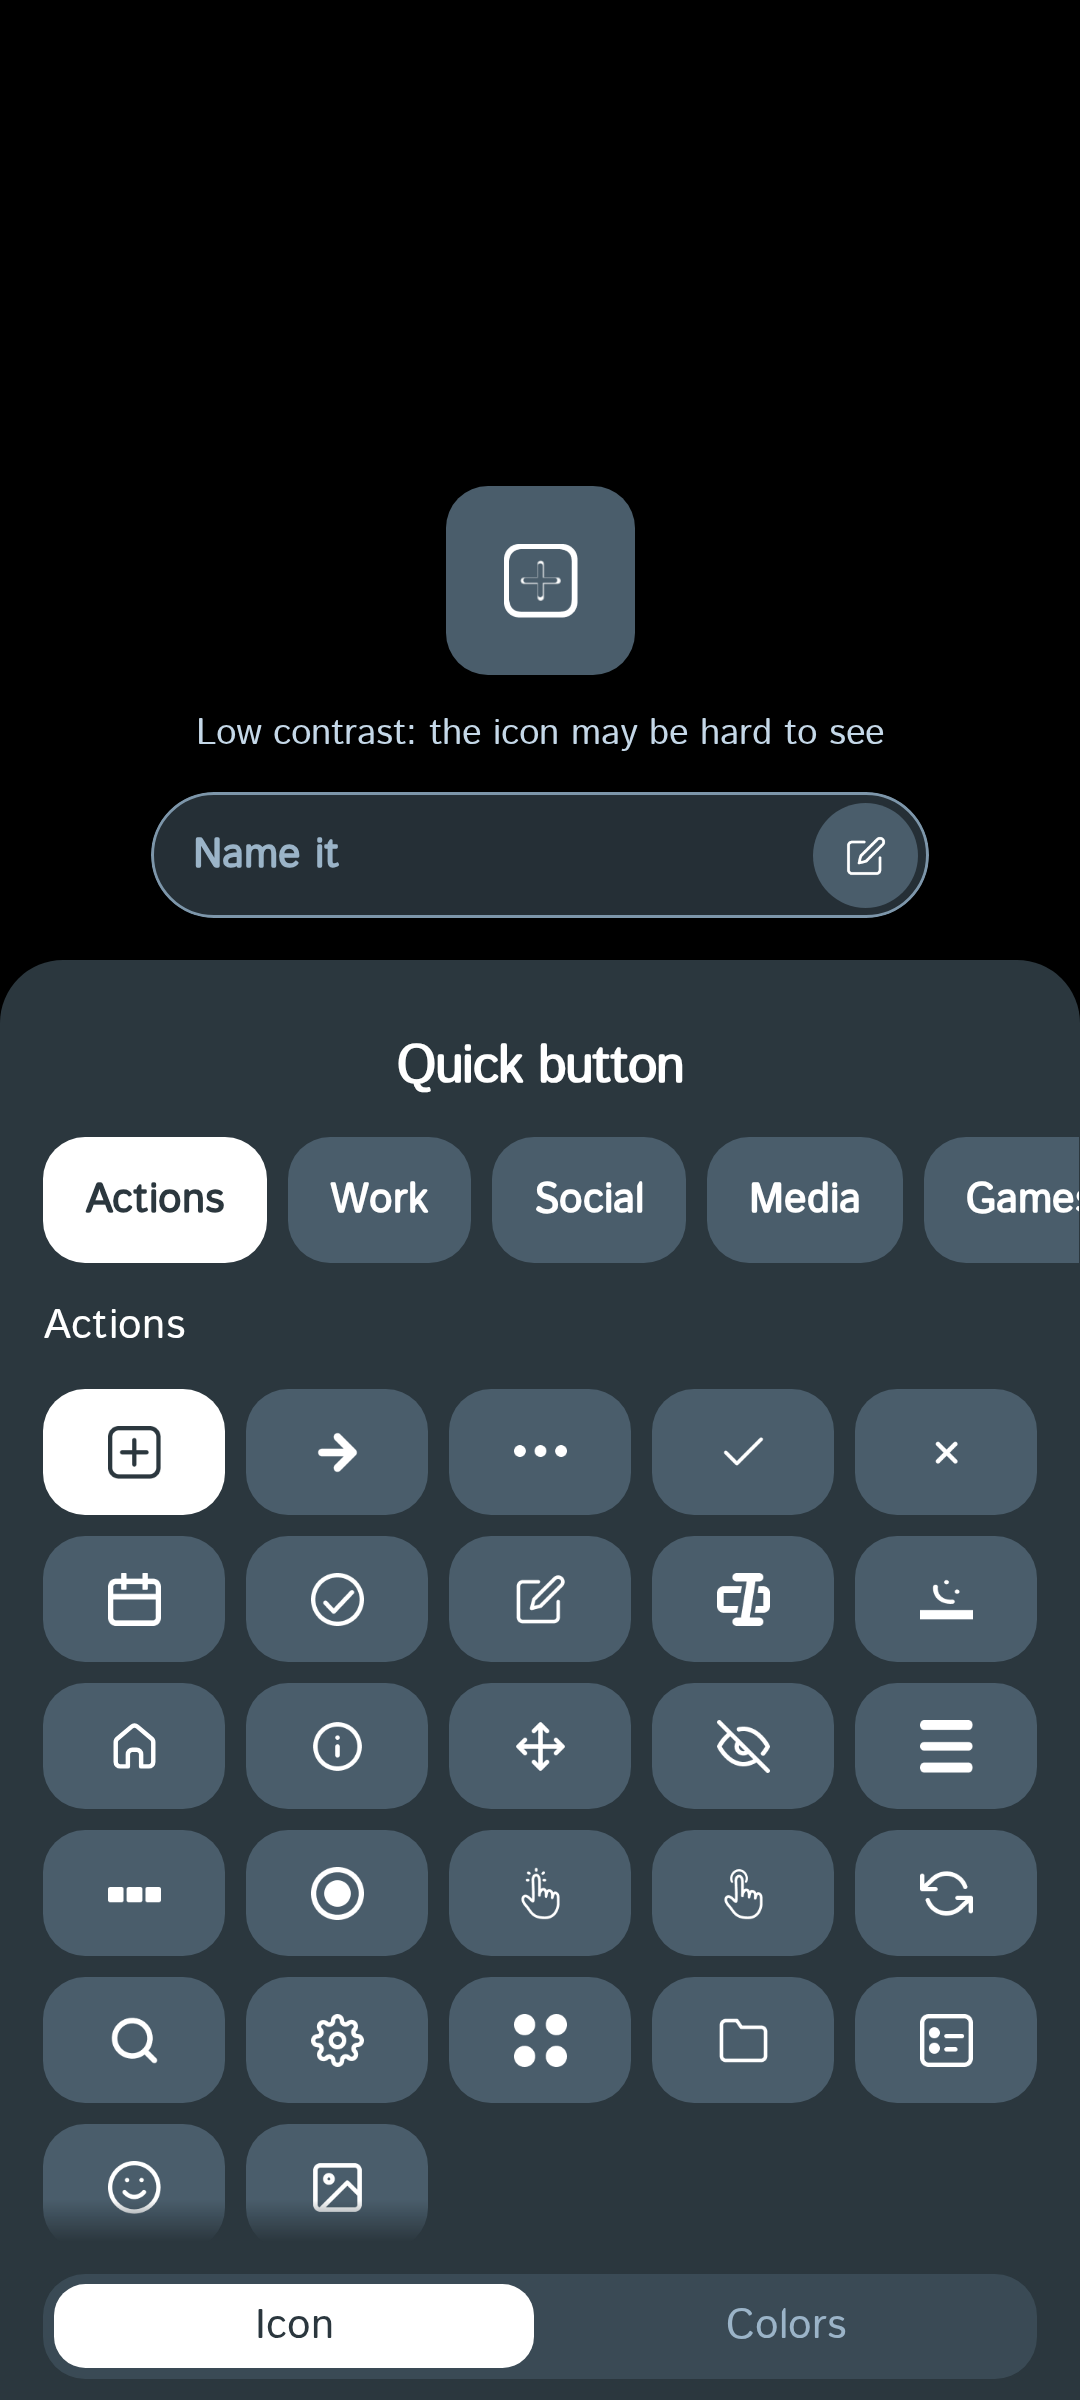 Low contrast: the icon may be hard to see
Name it
Quick button
Actions Work Social Media Games
Actions
Icon Colors